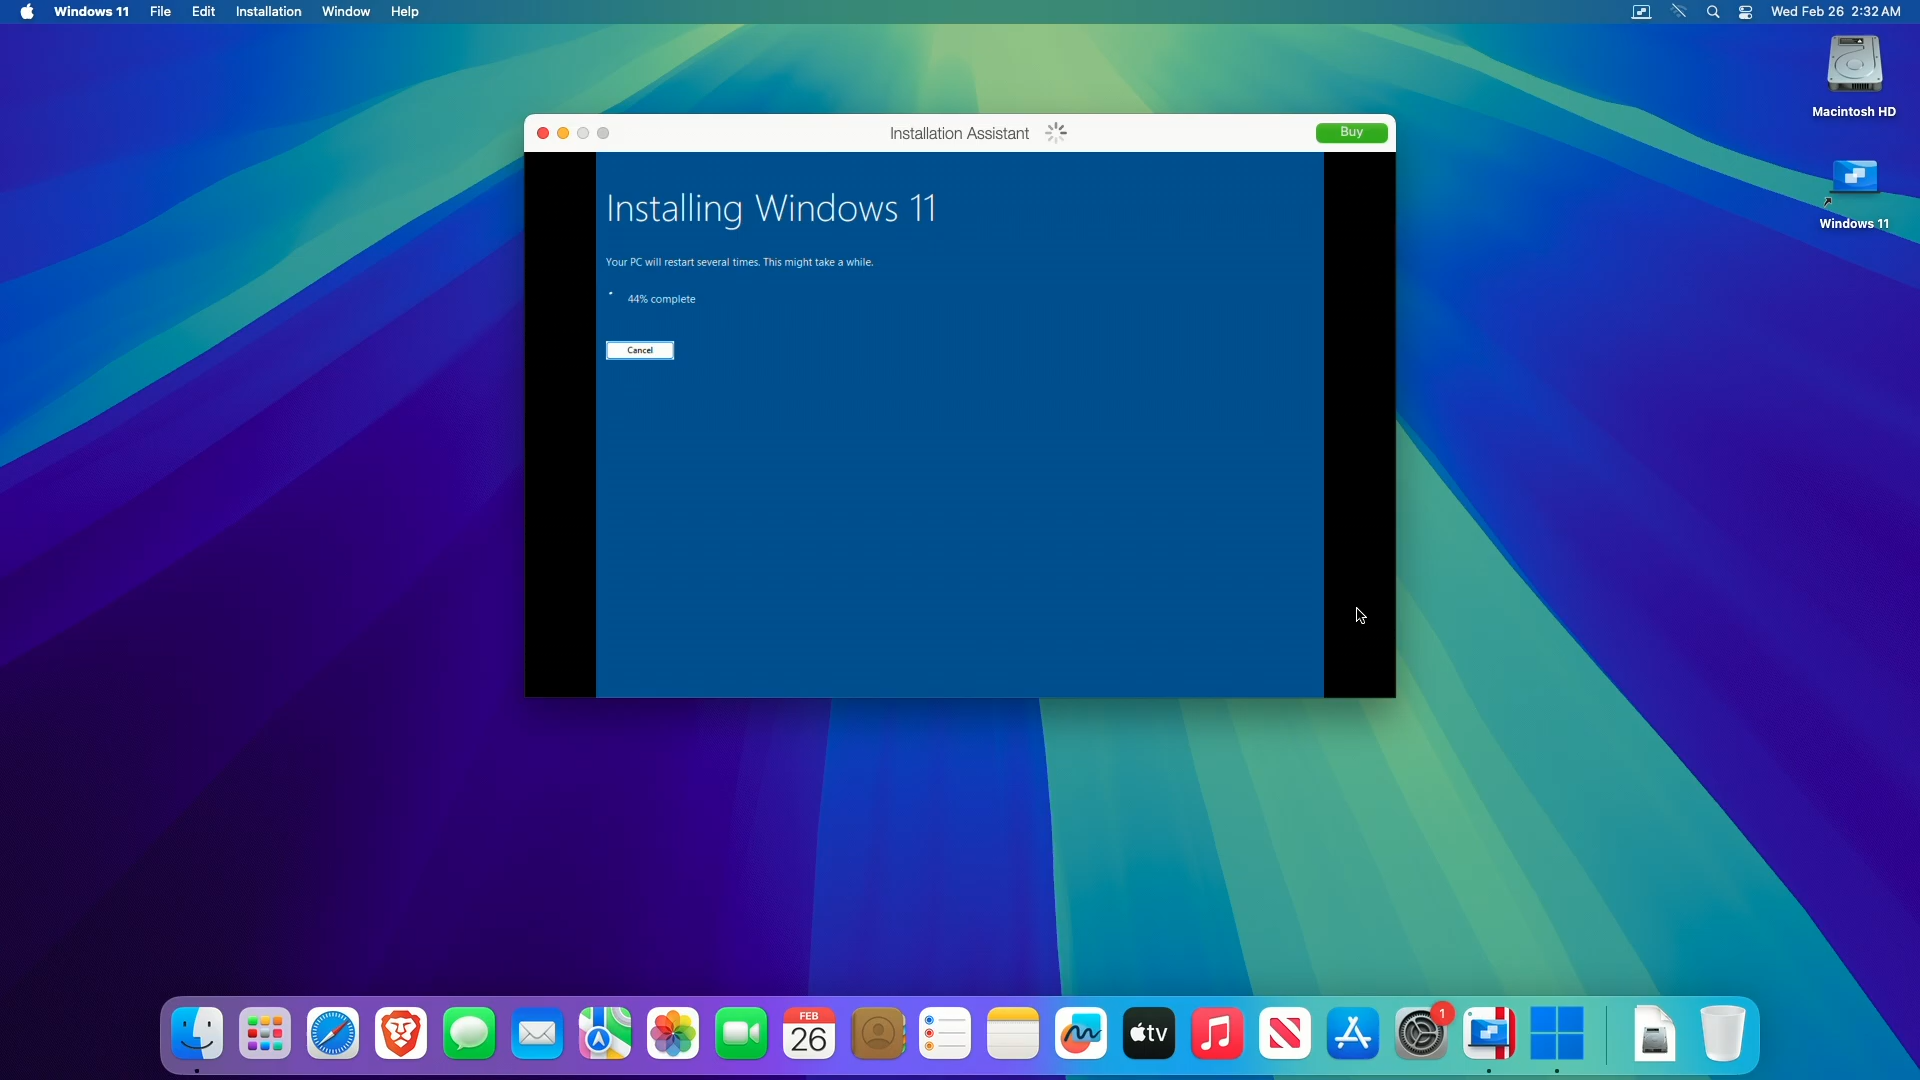 Windows 11 File Edit Installation Window Help Wed Feb 26 2:32 AM
Macintosh HD
Installation Assistant Buy
Installing Windows 11
Windows 11
Your PC will restart several times. This might take a while.
44% complete
Cancel
FEB
26
tv
1